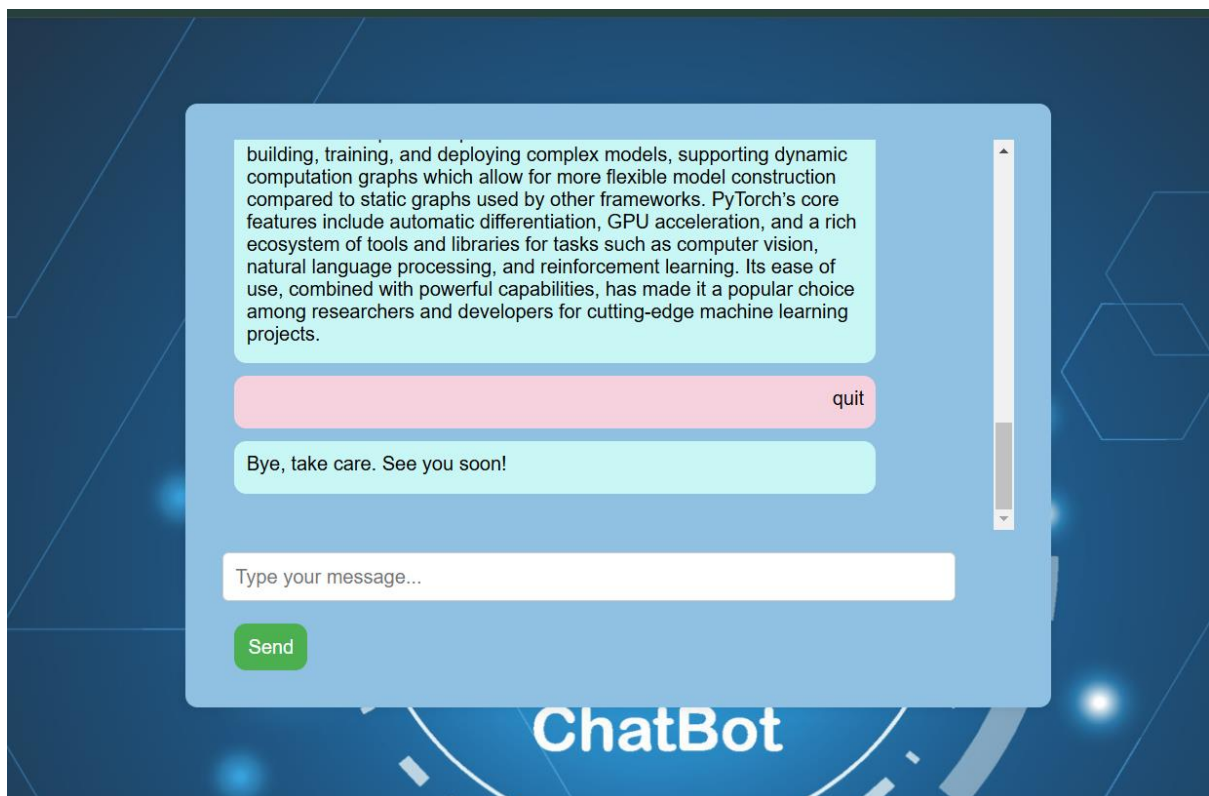 building, training, and deploying complex models, supporting dynamic
computation graphs which allow for more flexible model construction
compared to static graphs used by other frameworks. PyTorch’s core
features include automatic differentiation, GPU acceleration, and a rich
ecosystem of tools and libraries for tasks such as computer vision,
natural language processing, and reinforcement learning. Its ease of
use, combined with powerful capabilities, has made it a popular choice
among researchers and developers for cutting-edge machine learning
projects.
quit
Bye, take care. See you soon!
Type your message...
Send
ChatBot